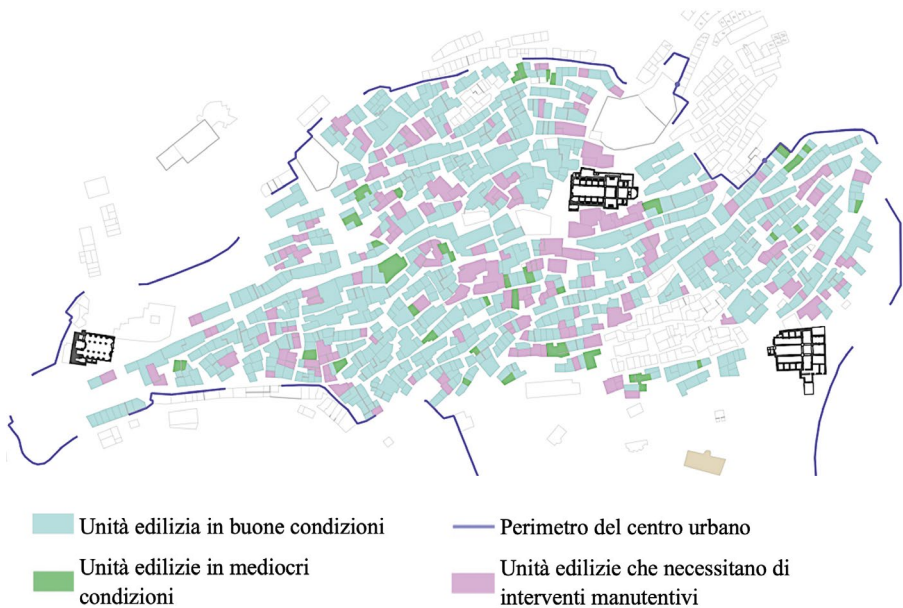 Unità edilizia in buone condizioni
Perimetro del centro urbano
Unità edilizie in mediocri
condizioni
Unità edilizie che necessitano di
interventi manutentivi